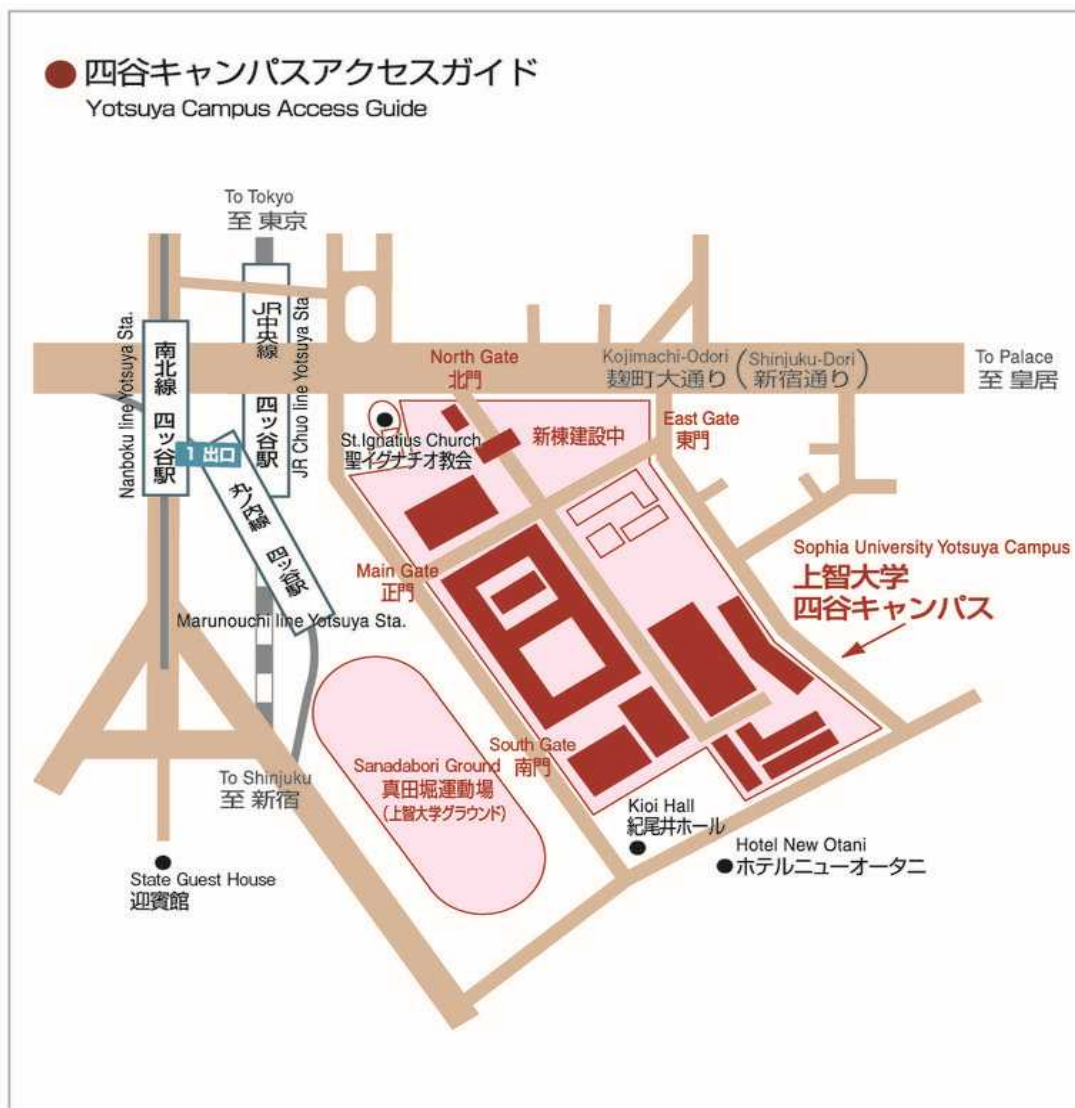 四谷キャンパスアクセスガイド
Yotsuya Campus Access Guide
To Tokyo
至 東京
Nanboku line Yotsuya Sta.
南北線 四ッ谷駅
JR中央線 四ッ谷駅
JR Chuo line Yotsuya Sta
1 出口
丸ノ内線 四ッ谷駅
Marunouchi line Yotsuya Sta.
North Gate
北門
Kojimachi-Odori
麹町大通り
(Shinjuku-Dori)
(新宿通り)
To Palace
至 皇居
St.Ignatius Church
聖イグナチオ教会
新棟建設中
East Gate
東門
Main Gate
正門
Sophia University Yotsuya Campus
上智大学
四谷キャンパス
South Gate
南門
Sanadabori Ground
真田堀運動場
(上智大学グラウンド)
To Shinjuku
至 新宿
Kioi Hall
紀尾井ホール
Hotel New Otani
ホテルニューオータニ
State Guest House
迎賓館